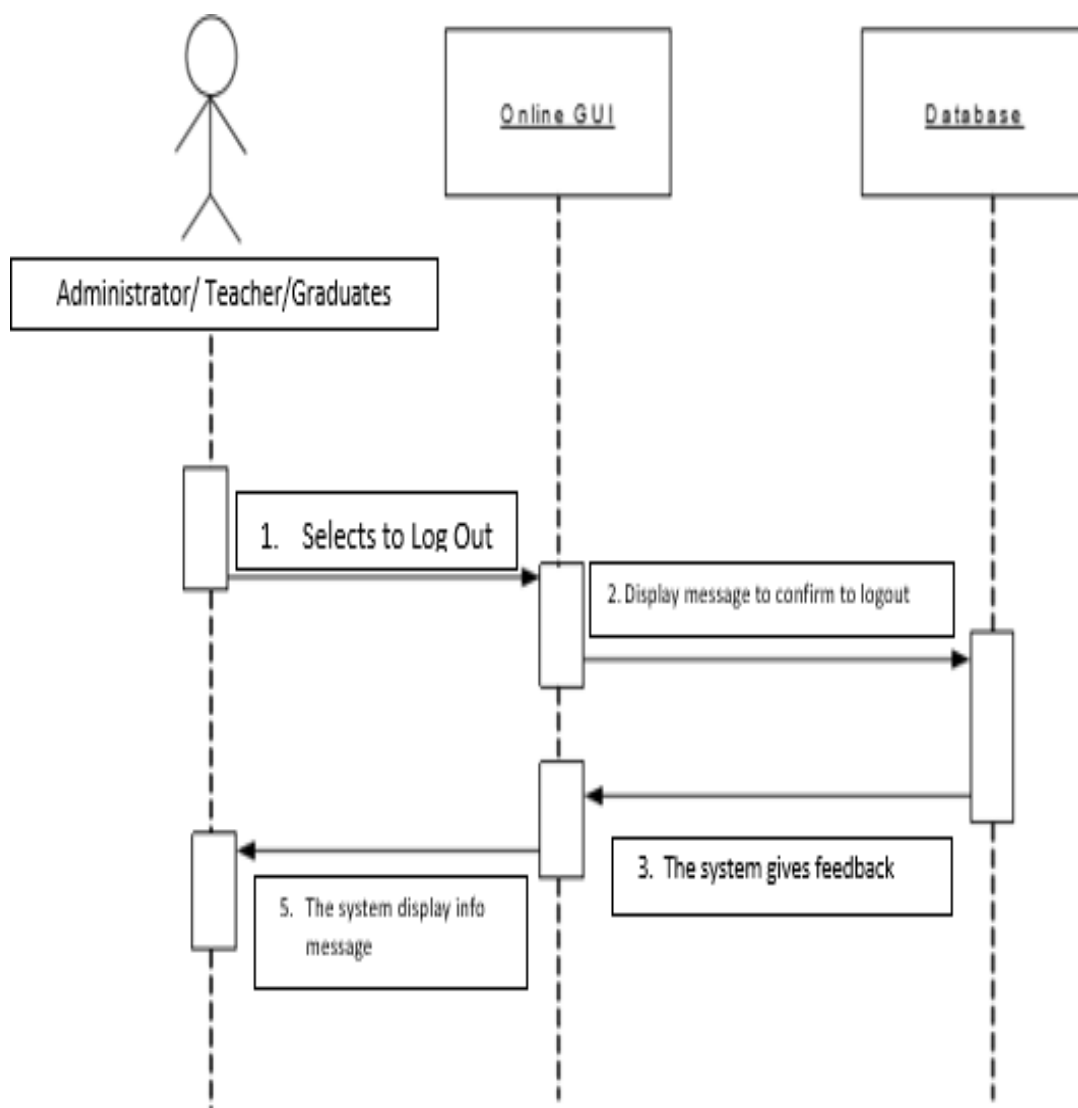 Online GUI
Database
Administrator/ Teacher/Graduates
1. Selects to Log Out
2. Display message to confirm to logout
3. The system gives feedback
5. The system display info
message